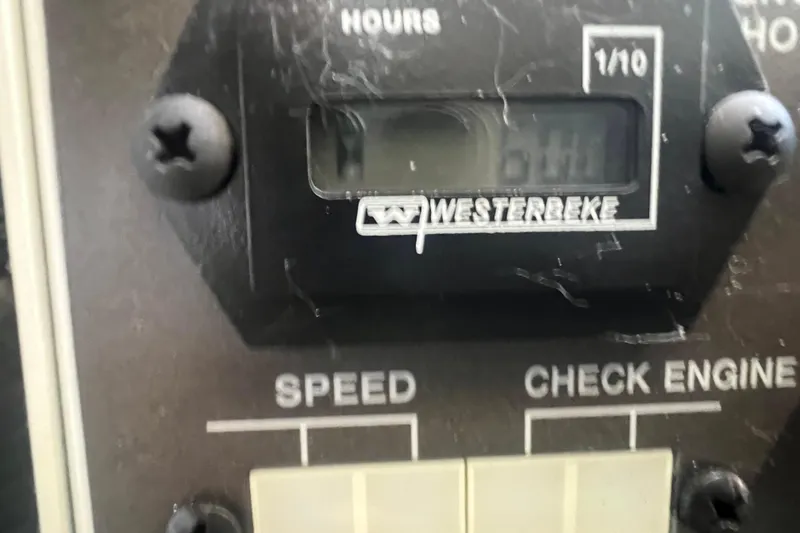 HOURS
1/10
WESTERBEKE
SPEED
CHECK ENGINE